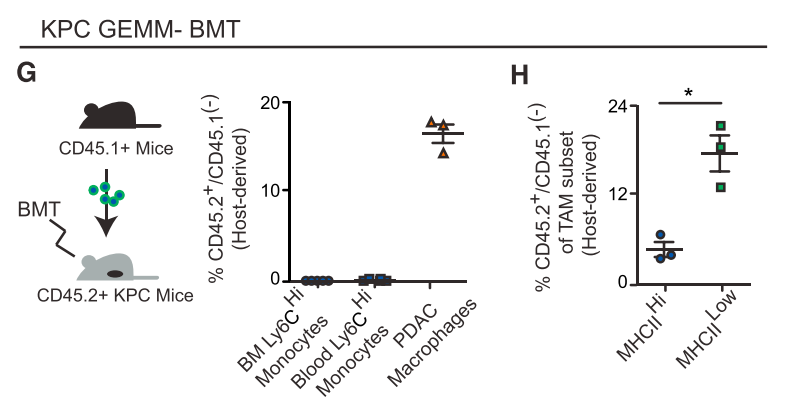 KPC GEMM- BMT
G
CD45.1+ Mice
BMT
CD45.2+ KPC Mice
% CD45.2+/CD45.1(-)
(Host-derived)
20
10
0
BM Ly6C Hi
Monocytes
Blood Ly6C Hi
Monocytes
PDAC
Macrophages
H
% CD45.2+/CD45.1(-)
of TAM subset
(Host-derived)
24
12
0
*
MHCII Hi
MHCII Low